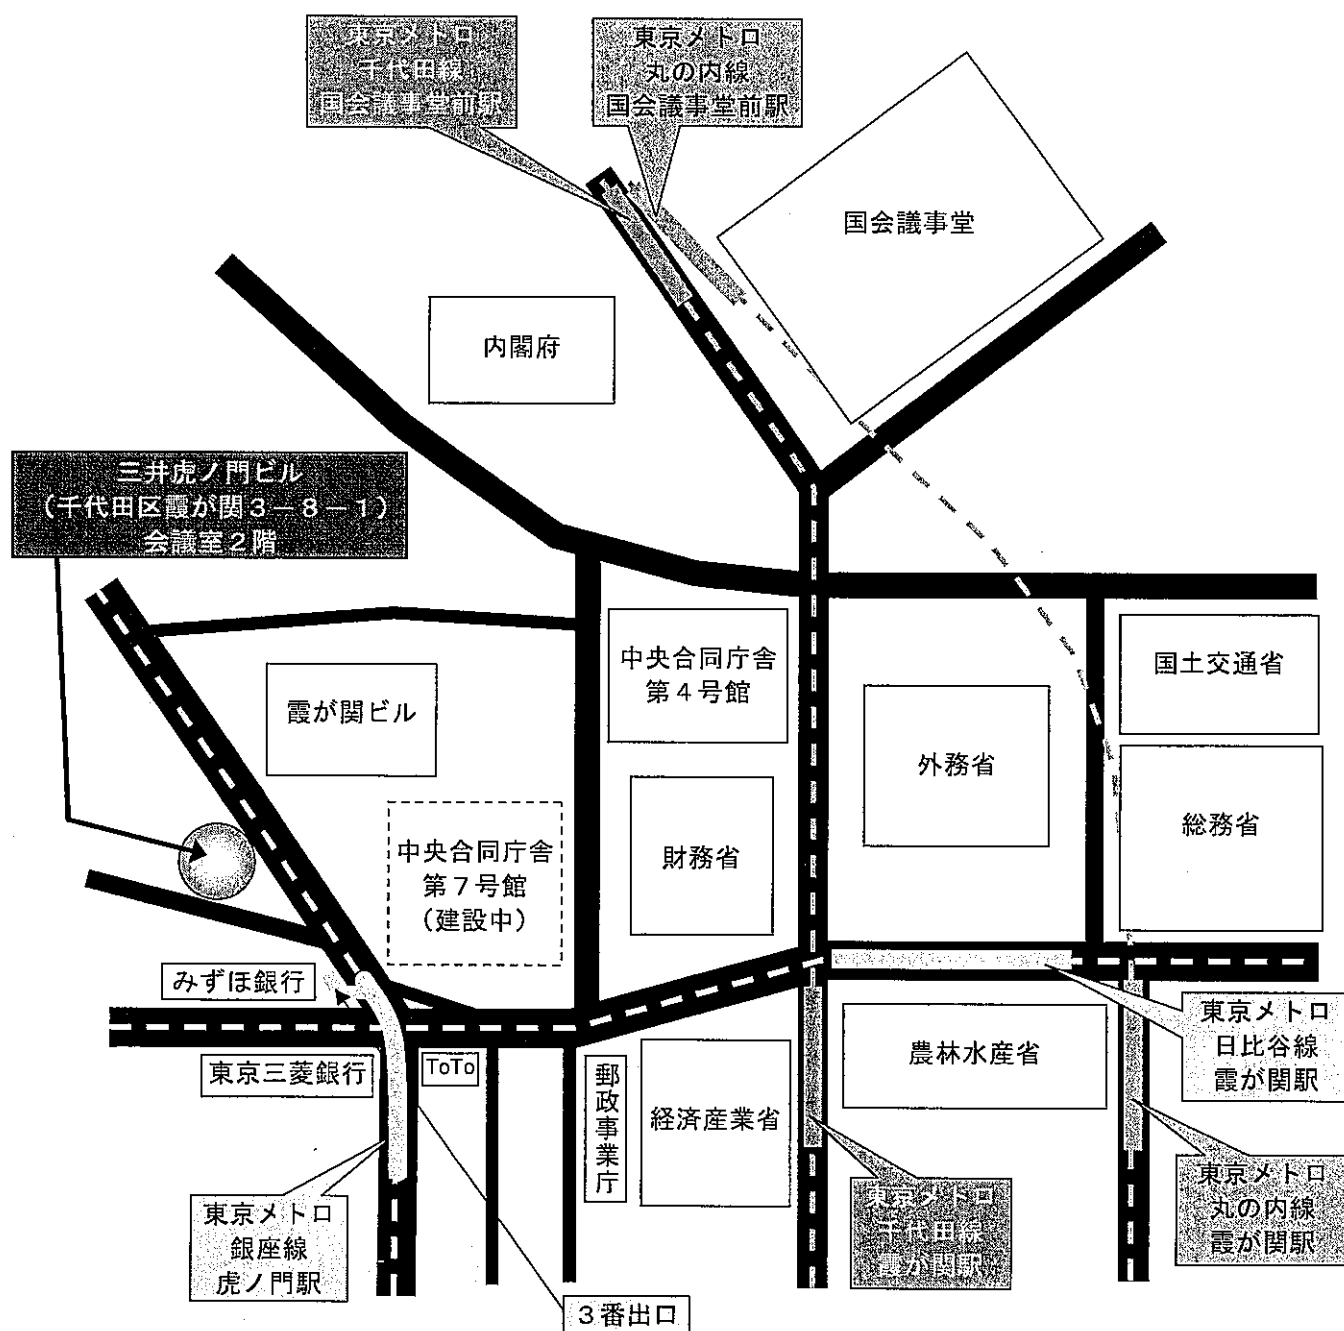 東京メトロ
千代田線
国会議事堂前駅
東京メトロ
丸の内線
国会議事堂前駅
国会議事堂
内閣府
三井虎ノ門ビル
（千代田区霞が関３－８－１）
会議室２階
中央合同庁舎
第４号館
国土交通省
霞が関ビル
外務省
中央合同庁舎
第７号館
（建設中）
財務省
総務省
みずほ銀行
東京三菱銀行
ToTo
郵政事業庁
経済産業省
農林水産省
東京メトロ
日比谷線
霞が関駅
東京メトロ
銀座線
虎ノ門駅
東京メトロ
千代田線
霞が関駅
東京メトロ
丸の内線
霞が関駅
３番出口